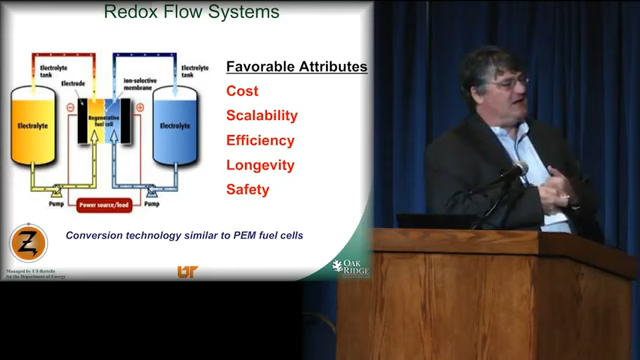 Redox Flow Systems
Electrolyte tank
Electrode
Ion-selective membrane
Electrolyte tank
Favorable Attributes
Cost
Scalability
Efficiency
Longevity
Safety
Electrolyte
Regenerative fuel cell
Electrolyte
Pump
Pump
Power source/load
Conversion technology similar to PEM fuel cells
Managed by UT-Battelle
for the Department of Energy
UT
OAK
RIDGE